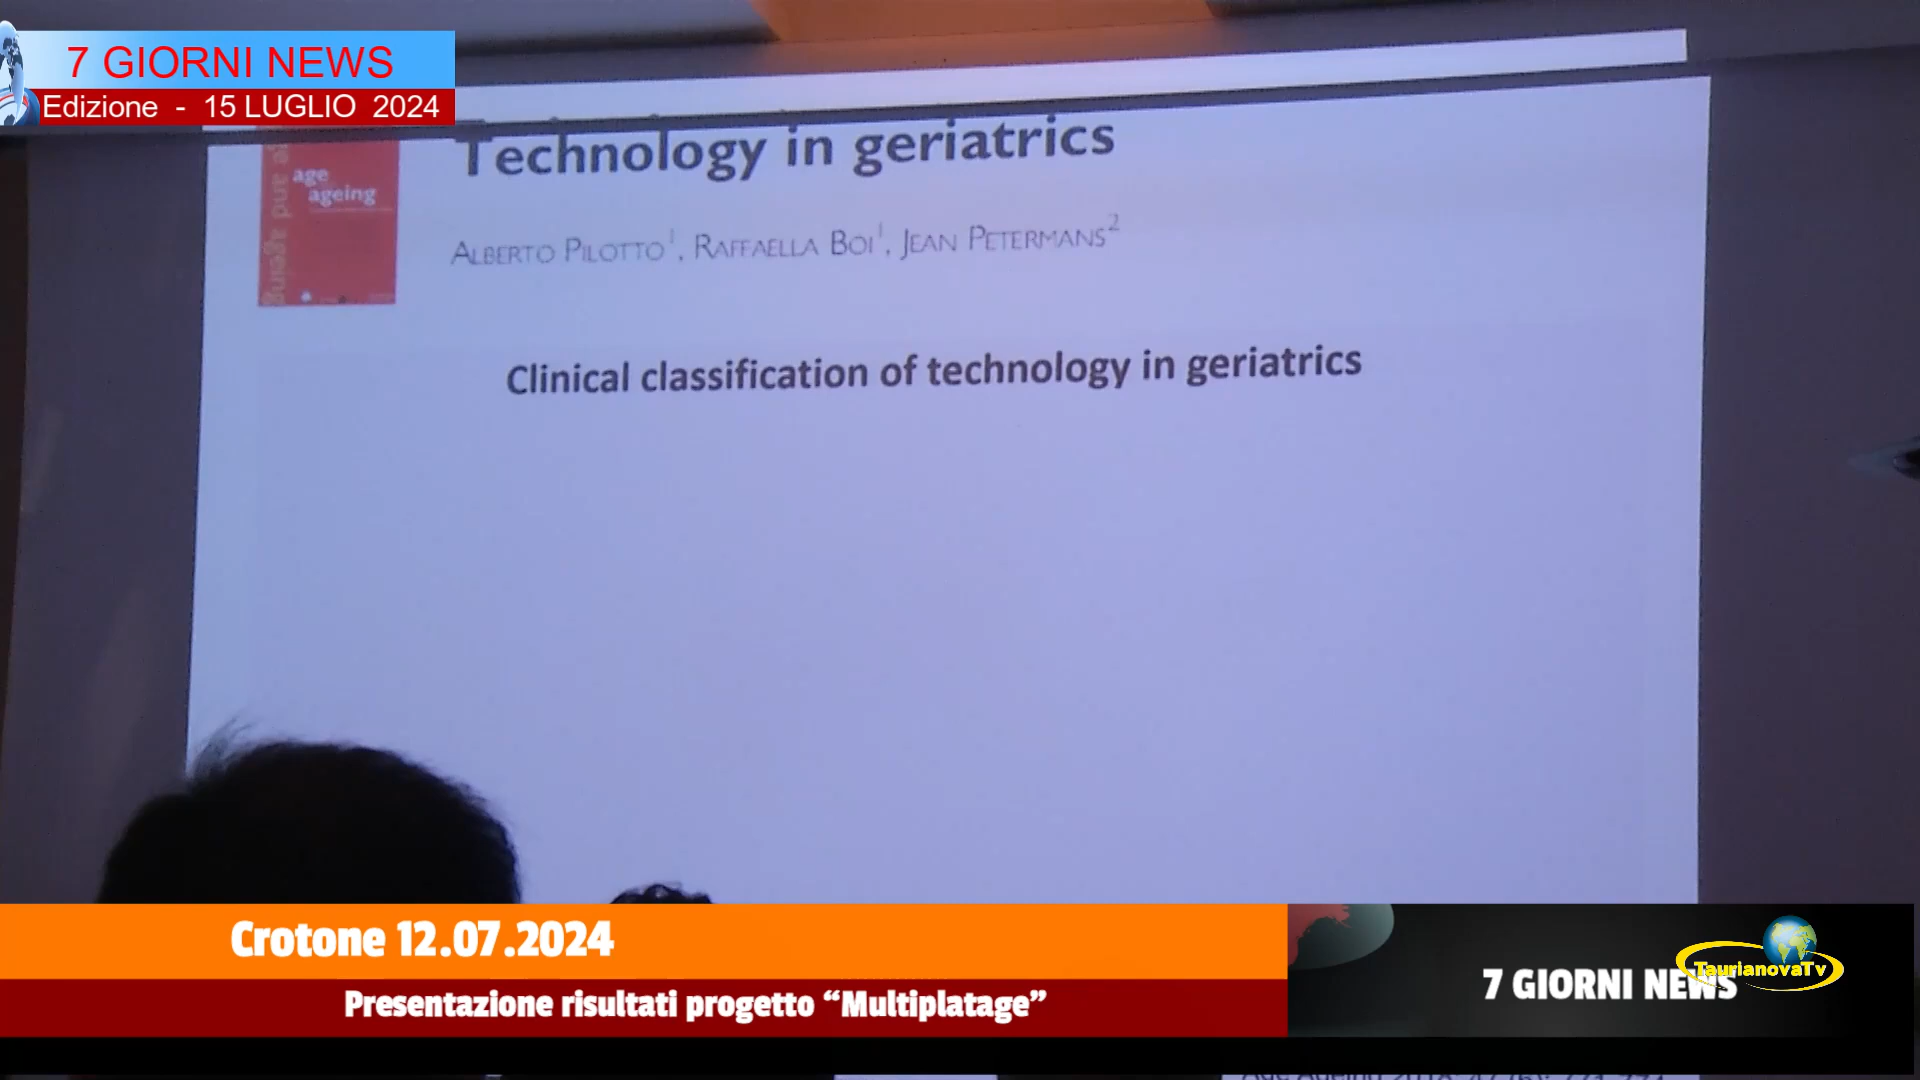 7 GIORNI NEWS
Edizione - 15 LUGLIO 2024
Technology in geriatrics
age
ageing
ALBERTO PILOTTO¹, RAFFAELLA BOI¹, JEAN PETERMANS²
Clinical classification of technology in geriatrics
Crotone 12.07.2024
Presentazione risultati progetto “Multiplatage”
7 GIORNI NEWS
TaurianovaTv